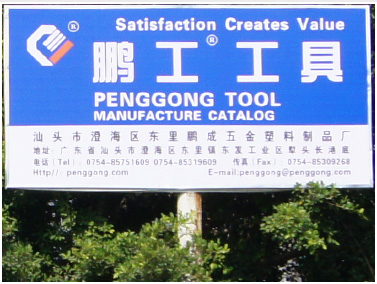 Satisfaction Creates Value
鹏工®工具
PENGGONG TOOL
MANUFACTURE CATALOG
汕头市澄海区东里鹏成五金塑料制品厂
地址: 广东省汕头市澄海区东里镇东发工业区犁头长港底
电话(Tel): 0754-85751609 0754-85319609 传真(Fax): 0754-85309268
Http//: penggong.com E-mail:penggong@penggong.com